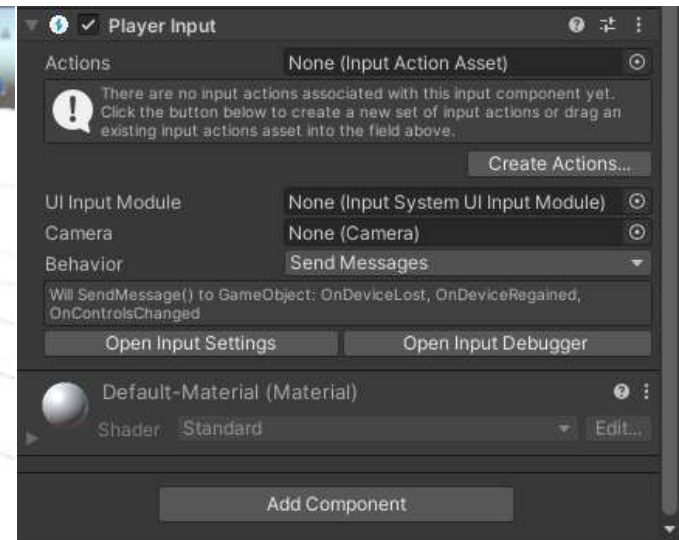 Player Input
Actions None (Input Action Asset)
There are no input actions associated with this input component yet.
Click the button below to create a new set of input actions or drag an
existing input actions asset into the field above.
Create Actions...
UI Input Module None (Input System UI Input Module)
Camera None (Camera)
Behavior Send Messages
Will SendMessage() to GameObject: OnDeviceLost, OnDeviceRegained,
OnControlsChanged
Open Input Settings Open Input Debugger
Default-Material (Material)
Shader Standard Edit...
Add Component